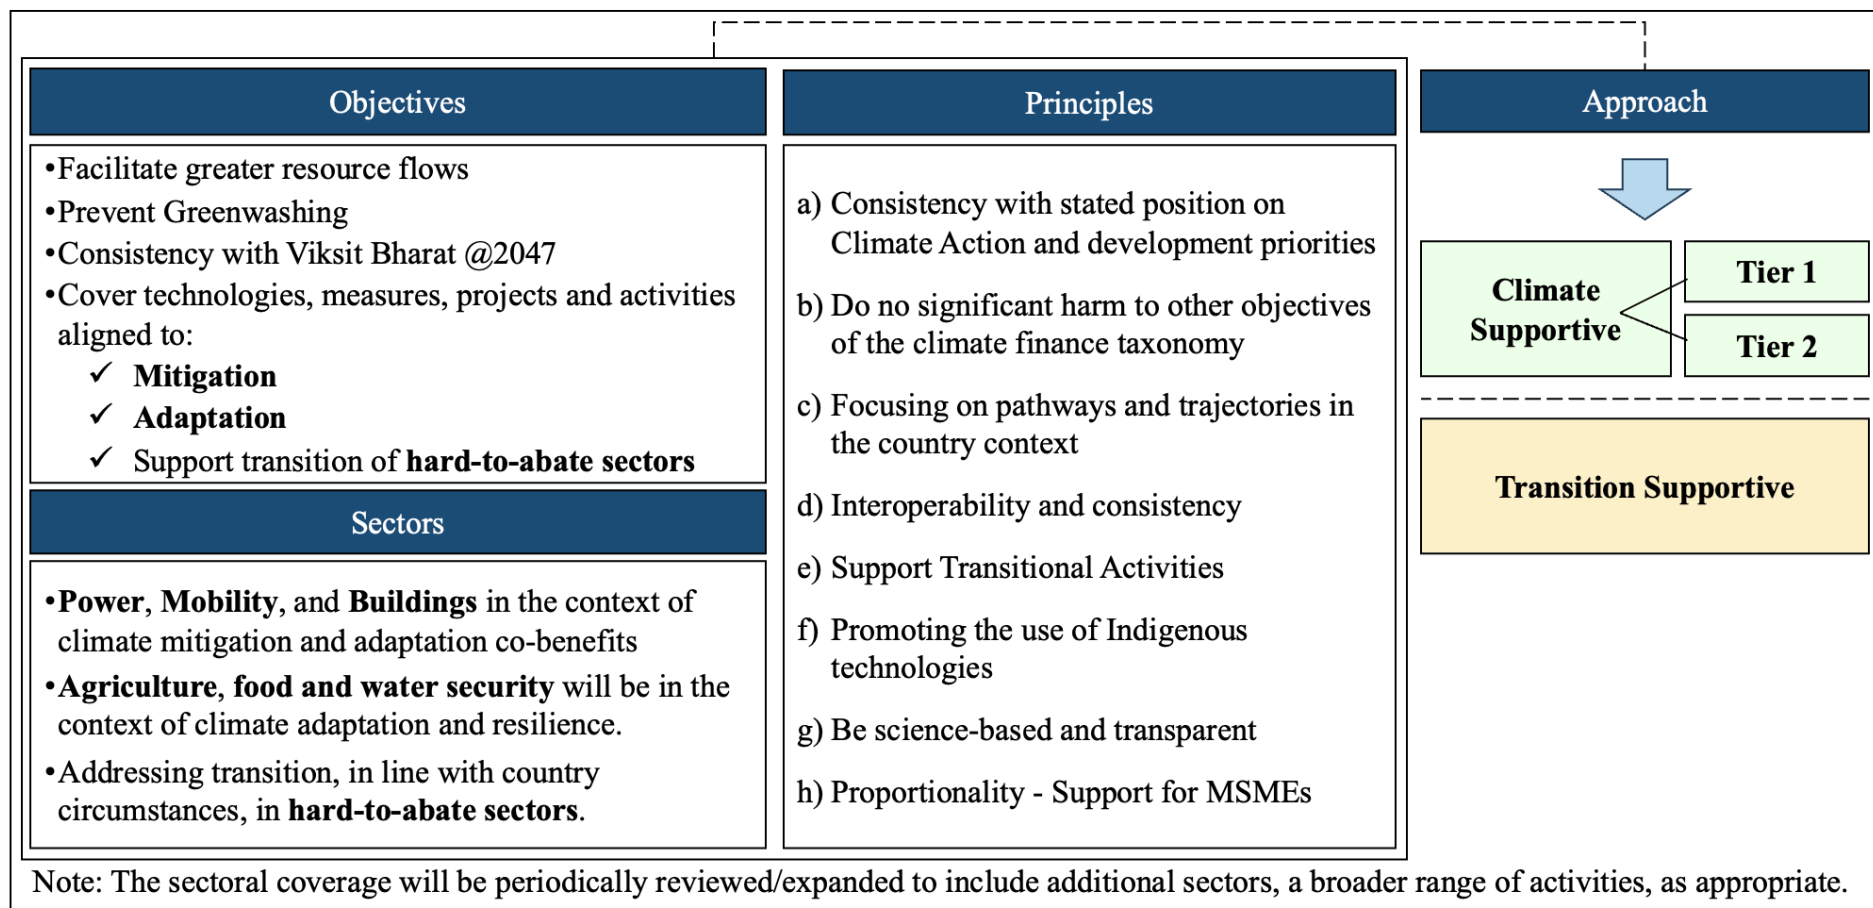 Objectives
•Facilitate greater resource flows
•Prevent Greenwashing
•Consistency with Viksit Bharat @2047
•Cover technologies, measures, projects and activities
aligned to:
✓ Mitigation
✓ Adaptation
✓ Support transition of hard-to-abate sectors
Sectors
•Power, Mobility, and Buildings in the context of
climate mitigation and adaptation co-benefits
•Agriculture, food and water security will be in the
context of climate adaptation and resilience.
•Addressing transition, in line with country
circumstances, in hard-to-abate sectors.
Principles
a) Consistency with stated position on
Climate Action and development priorities
b) Do no significant harm to other objectives
of the climate finance taxonomy
c) Focusing on pathways and trajectories in
the country context
d) Interoperability and consistency
e) Support Transitional Activities
f) Promoting the use of Indigenous
technologies
g) Be science-based and transparent
h) Proportionality - Support for MSMEs
Approach
Climate
Supportive
Tier 1
Tier 2
Transition Supportive
Note: The sectoral coverage will be periodically reviewed/expanded to include additional sectors, a broader range of activities, as appropriate.